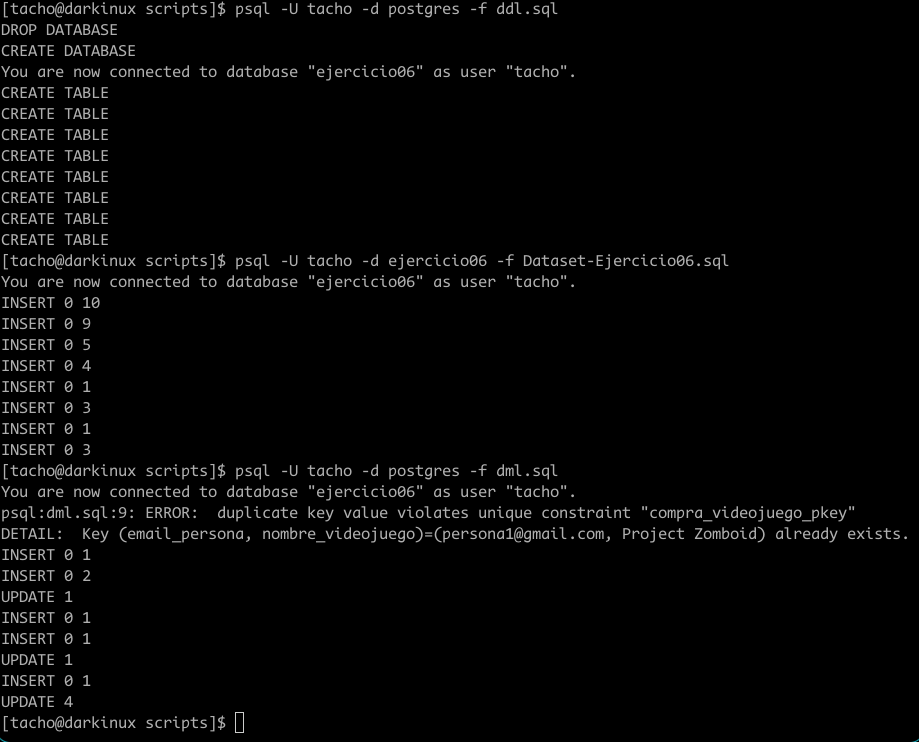 [tacho@darkinux scripts]$ psql -U tacho -d postgres -f ddl.sql
DROP DATABASE
CREATE DATABASE
You are now connected to database "ejercicio06" as user "tacho".
CREATE TABLE
CREATE TABLE
CREATE TABLE
CREATE TABLE
CREATE TABLE
CREATE TABLE
CREATE TABLE
CREATE TABLE
[tacho@darkinux scripts]$ psql -U tacho -d ejercicio06 -f Dataset-Ejercicio06.sql
You are now connected to database "ejercicio06" as user "tacho".
INSERT 0 10
INSERT 0 9
INSERT 0 5
INSERT 0 4
INSERT 0 1
INSERT 0 3
INSERT 0 1
INSERT 0 3
[tacho@darkinux scripts]$ psql -U tacho -d postgres -f dml.sql
You are now connected to database "ejercicio06" as user "tacho".
psql:dml.sql:9: ERROR:  duplicate key value violates unique constraint "compra_videojuego_pkey"
DETAIL:  Key (email_persona, nombre_videojuego)=(persona1@gmail.com, Project Zomboid) already exists.
INSERT 0 1
INSERT 0 2
UPDATE 1
INSERT 0 1
INSERT 0 1
UPDATE 1
INSERT 0 1
UPDATE 4
[tacho@darkinux scripts]$